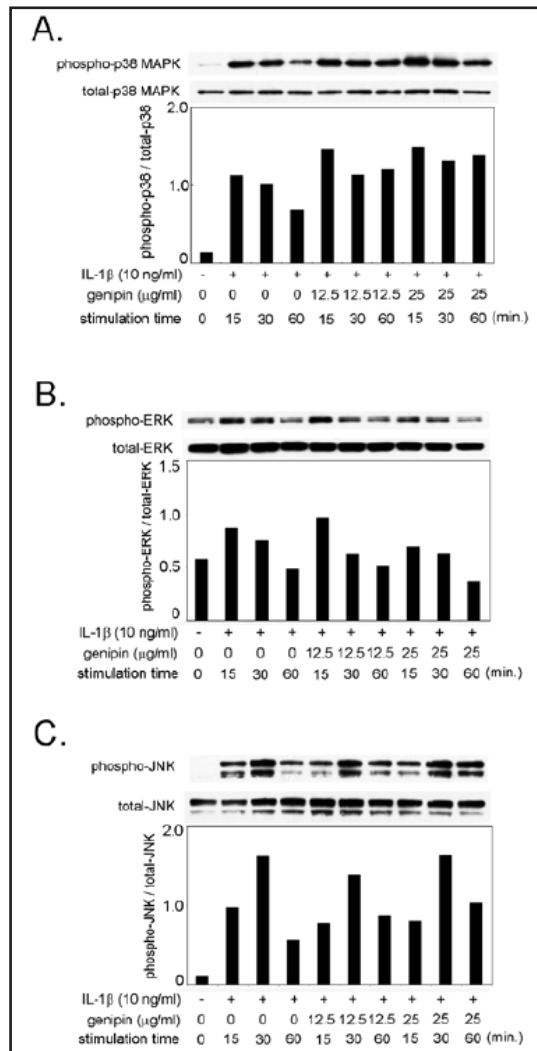 A.
phospho-p38 MAPK
total-p38 MAPK
phospho-p38 / total-p38
2.0
1.0
0
IL-1β (10 ng/ml) - + + + + + + + + +
genipin (μg/ml) 0 0 0 0 12.5 12.5 12.5 25 25 25
stimulation time 0 15 30 60 15 30 60 15 30 60 (min.)
B.
phospho-ERK
total-ERK
phospho-ERK / total-ERK
1.5
1.0
0.5
0
IL-1β (10 ng/ml) - + + + + + + + + +
genipin (μg/ml) 0 0 0 0 12.5 12.5 12.5 25 25 25
stimulation time 0 15 30 60 15 30 60 15 30 60 (min.)
C.
phospho-JNK
total-JNK
phospho-JNK / total-JNK
2.0
1.0
0
IL-1β (10 ng/ml) - + + + + + + + + +
genipin (μg/ml) 0 0 0 0 12.5 12.5 12.5 25 25 25
stimulation time 0 15 30 60 15 30 60 15 30 60 (min.)